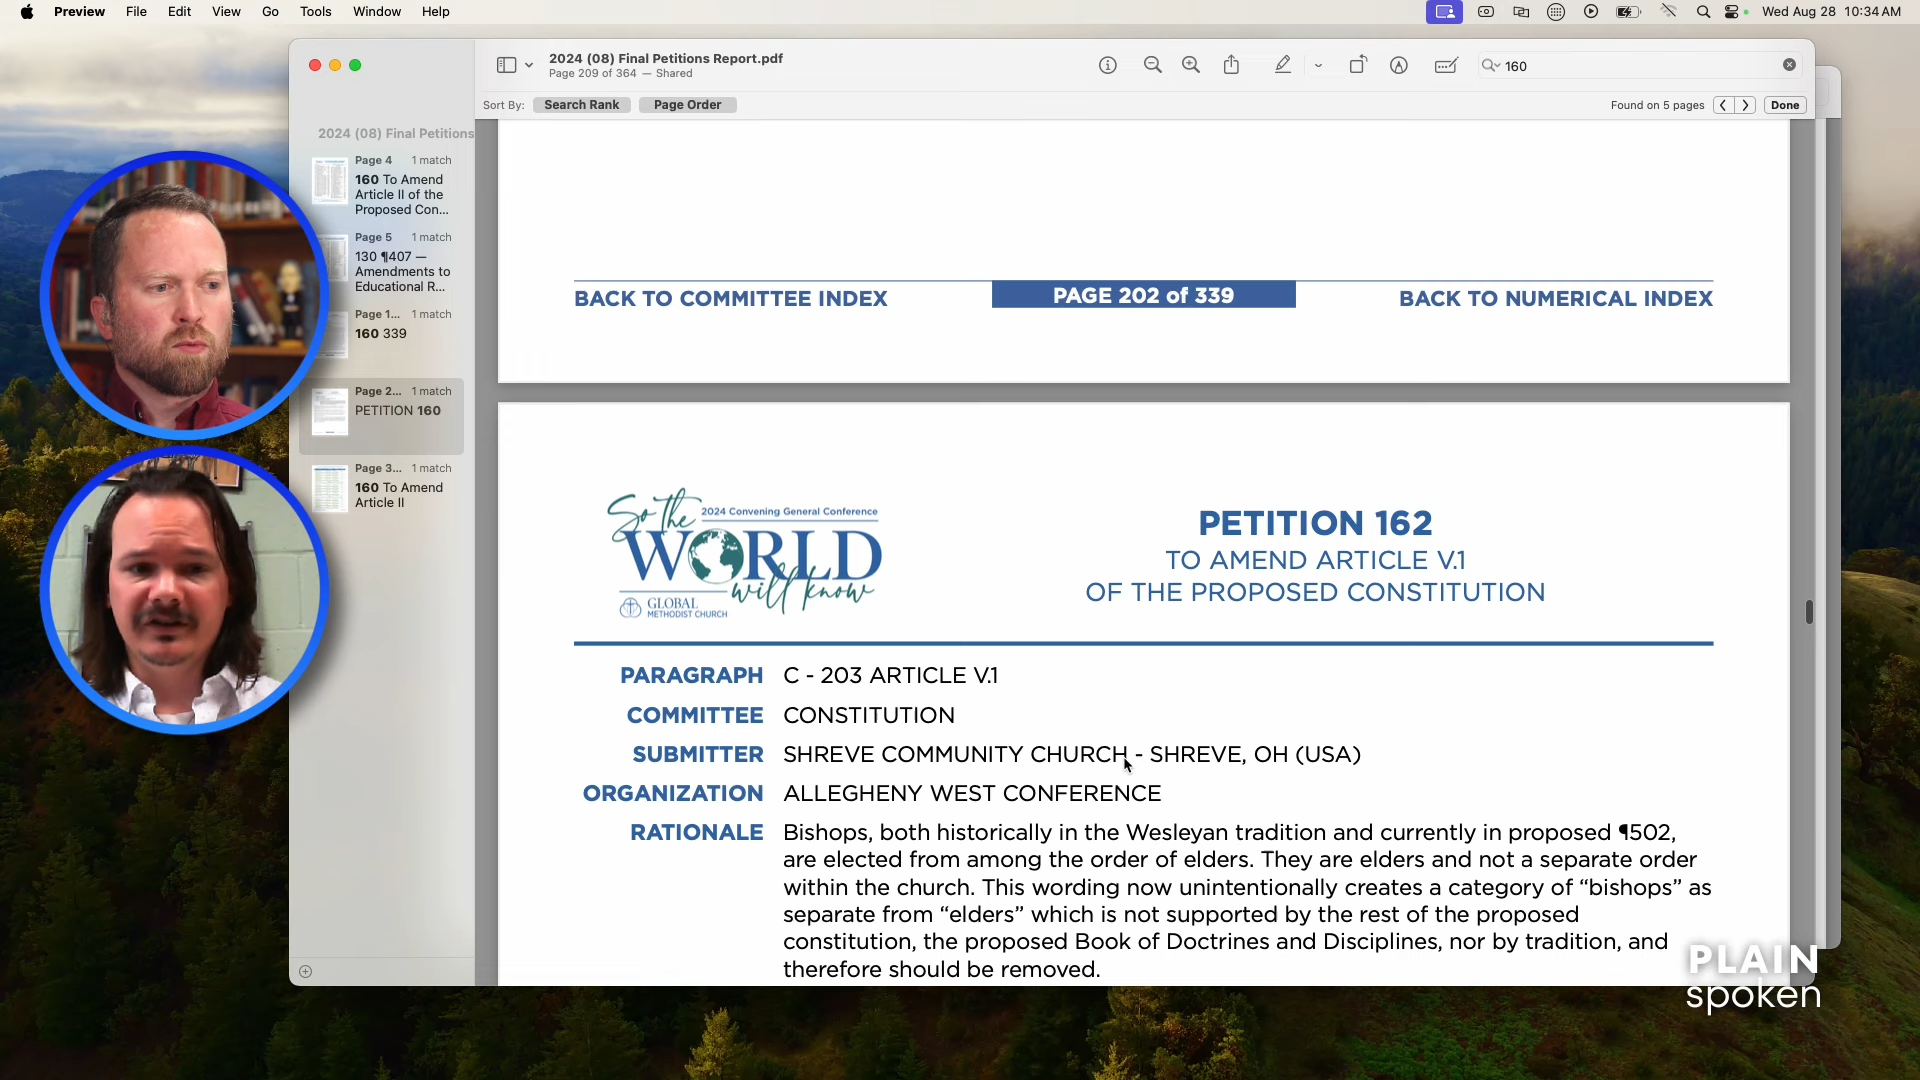 Preview File Edit View Go Tools Window Help
Wed Aug 28 10:34 AM
2024 (08) Final Petitions Report.pdf
Page 209 of 364 — Shared
160
Sort By: Search Rank Page Order
Found on 5 pages
Done
2024 (08) Final Petitions
Page 4 1 match
160 To Amend
Article II of the
Proposed Con...
Page 5 1 match
130 ¶407 —
Amendments to
Educational R...
Page 1... 1 match
160 339
Page 2... 1 match
PETITION 160
Page 3... 1 match
160 To Amend
Article II
BACK TO COMMITTEE INDEX
PAGE 202 of 339
BACK TO NUMERICAL INDEX
So the
2024 Convening General Conference
WORLD
will know
GLOBAL
METHODIST CHURCH
PETITION 162
TO AMEND ARTICLE V.1
OF THE PROPOSED CONSTITUTION
PARAGRAPH C - 203 ARTICLE V.1
COMMITTEE CONSTITUTION
SUBMITTER SHREVE COMMUNITY CHURCH - SHREVE, OH (USA)
ORGANIZATION ALLEGHENY WEST CONFERENCE
RATIONALE Bishops, both historically in the Wesleyan tradition and currently in proposed ¶502,
are elected from among the order of elders. They are elders and not a separate order
within the church. This wording now unintentionally creates a category of “bishops” as
separate from “elders” which is not supported by the rest of the proposed
constitution, the proposed Book of Doctrines and Disciplines, nor by tradition, and
therefore should be removed.
PLAIN
spoken